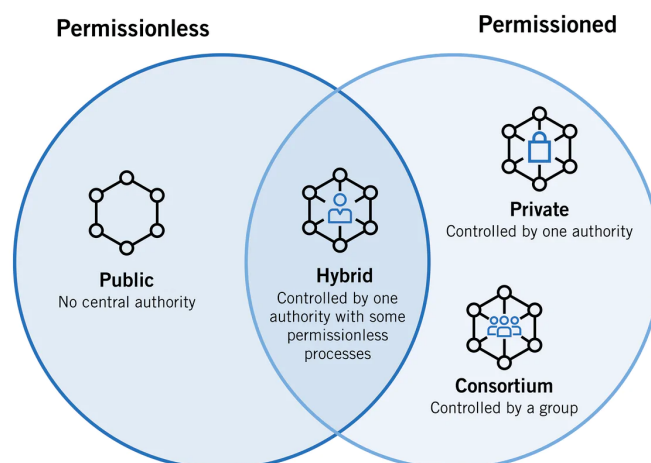 Permissionless
Permissioned
Public
No central authority
Hybrid
Controlled by one
authority with some
permissionless
processes
Private
Controlled by one authority
Consortium
Controlled by a group